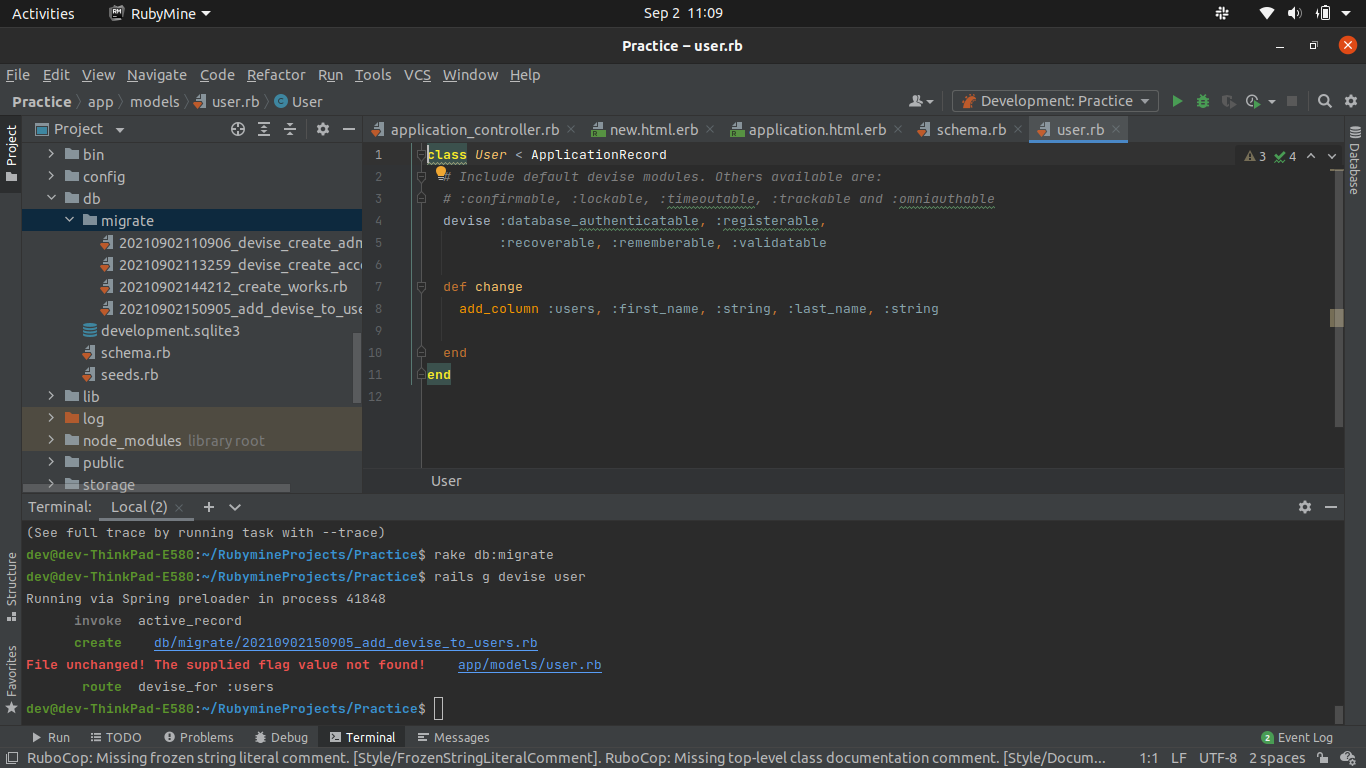 Activities RubyMine Sep 2 11:09
Practice – user.rb
File Edit View Navigate Code Refactor Run Tools VCS Window Help
Practice app models user.rb User Development: Practice
Project
Project
application_controller.rb new.html.erb application.html.erb schema.rb user.rb
Database
bin
config
db
migrate
20210902110906_devise_create_adm
20210902113259_devise_create_acc
20210902144212_create_works.rb
20210902150905_add_devise_to_use
development.sqlite3
schema.rb
seeds.rb
lib
log
node_modules library root
public
storage
3 4
1 class User < ApplicationRecord
2 # Include default devise modules. Others available are:
3 # :confirmable, :lockable, :timeoutable, :trackable and :omniauthable
4 devise :database_authenticatable, :registerable,
5 :recoverable, :rememberable, :validatable
6
7 def change
8 add_column :users, :first_name, :string, :last_name, :string
9
10 end
11 end
12
User
Terminal: Local (2)
(See full trace by running task with --trace)
dev@dev-ThinkPad-E580:~/RubymineProjects/Practice$ rake db:migrate
dev@dev-ThinkPad-E580:~/RubymineProjects/Practice$ rails g devise user
Running via Spring preloader in process 41848
invoke active_record
create db/migrate/20210902150905_add_devise_to_users.rb
File unchanged! The supplied flag value not found! app/models/user.rb
route devise_for :users
dev@dev-ThinkPad-E580:~/RubymineProjects/Practice$
Structure
Favorites
Run TODO Problems Debug Terminal Messages 2 Event Log
RuboCop: Missing frozen string literal comment. [Style/FrozenStringLiteralComment]. RuboCop: Missing top-level class documentation comment. [Style/Docum... 1:1 LF UTF-8 2 spaces